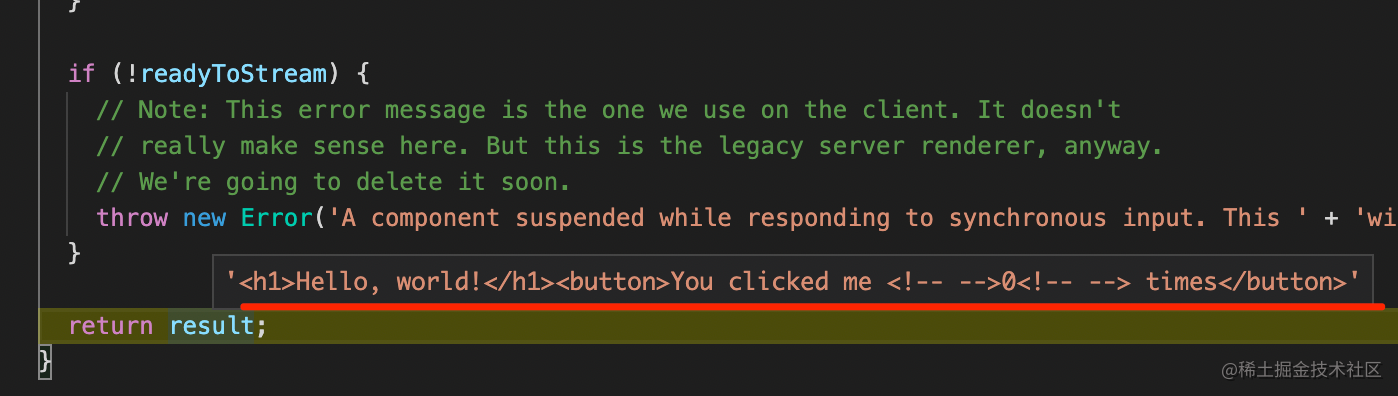 }
if (!readyToStream) {
// Note: This error message is the one we use on the client. It doesn't
// really make sense here. But this is the legacy server renderer, anyway.
// We're going to delete it soon.
throw new Error('A component suspended while responding to synchronous input. This ' + 'wi
}
'<h1>Hello, world!</h1><button>You clicked me <!-- -->0<!-- --> times</button>'
return result;
}
@稀土掘金技术社区